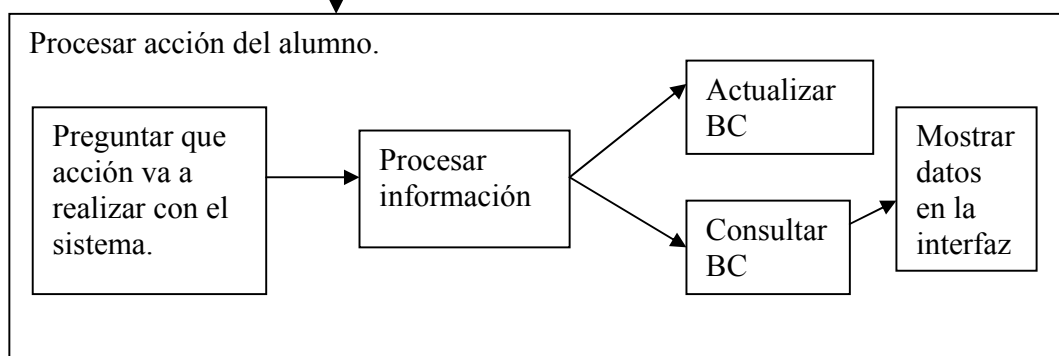 Procesar acción del alumno.
Preguntar que
acción va a
realizar con el
sistema.
Procesar
información
Actualizar
BC
Consultar
BC
Mostrar
datos
en la
interfaz